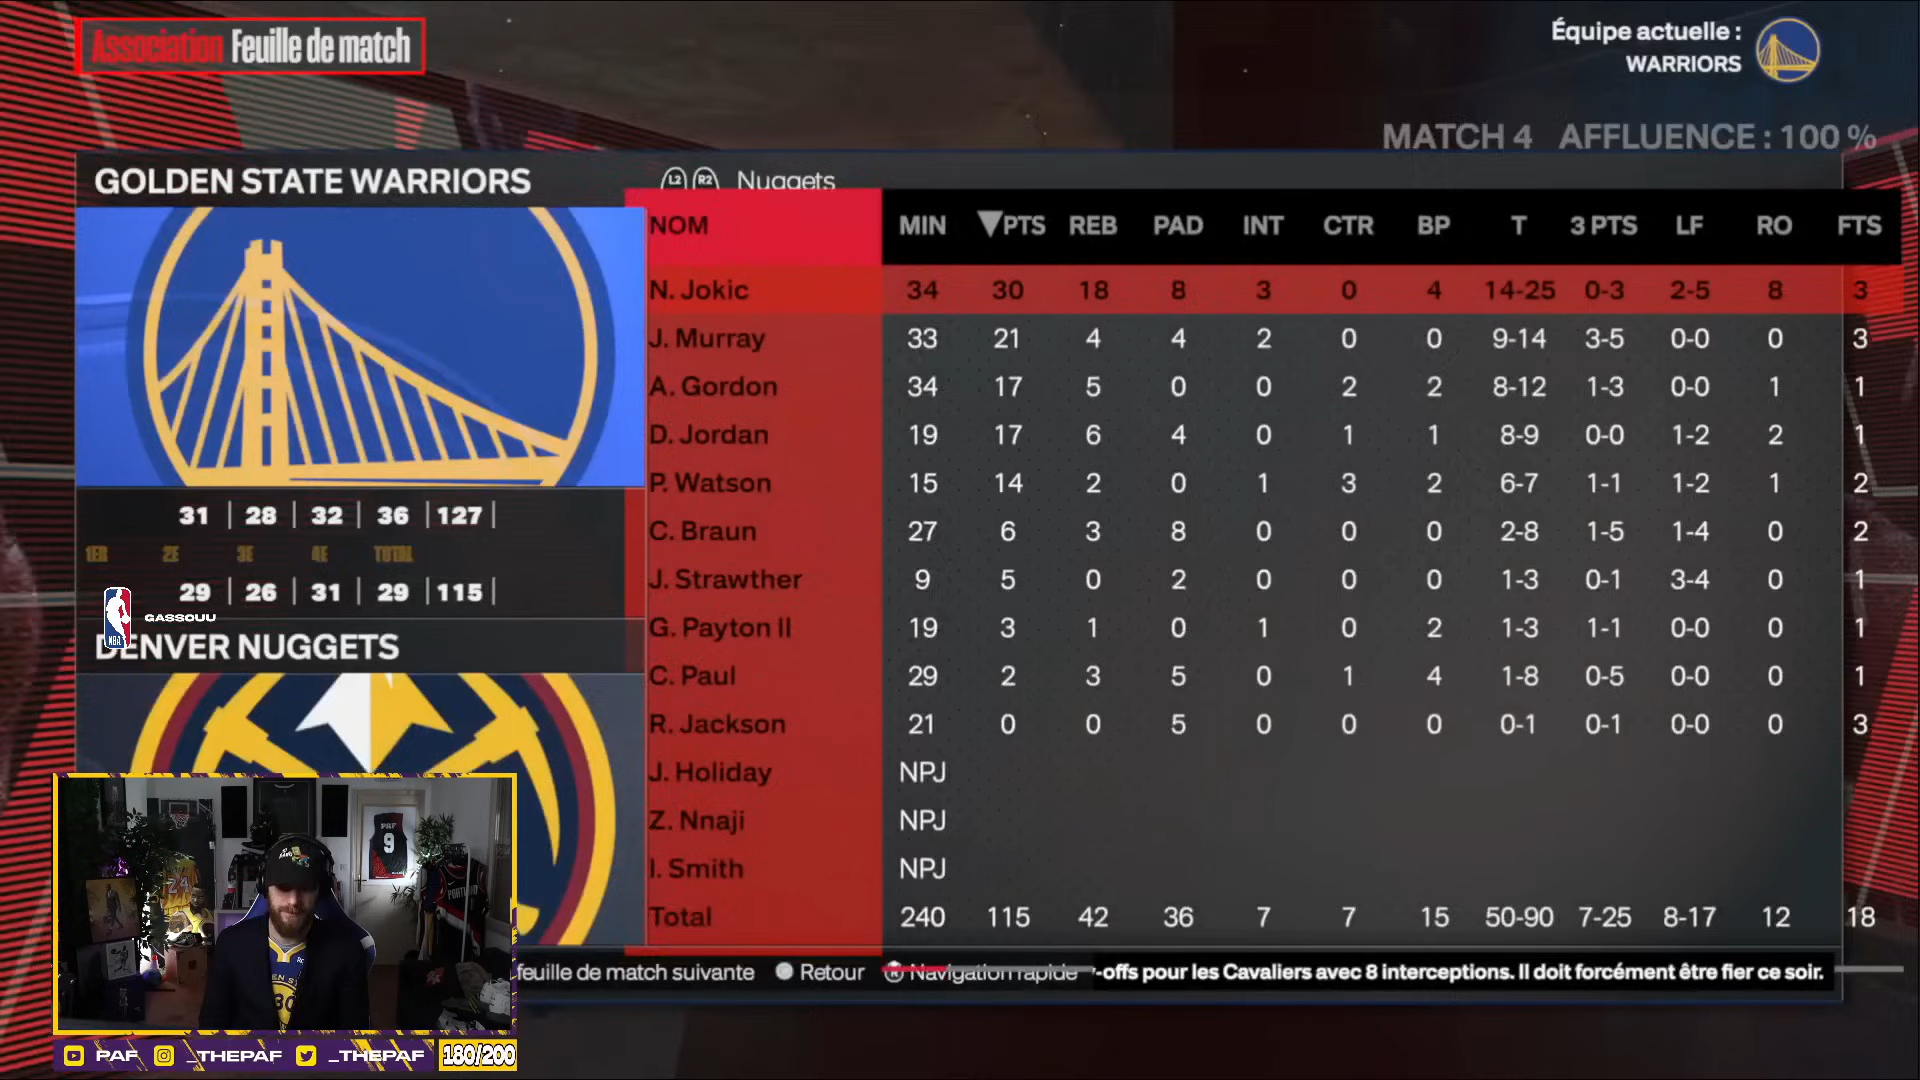 Association Feuille de match
Équipe actuelle :
WARRIORS
MATCH 4 AFFLUENCE : 100 %
GOLDEN STATE WARRIORS
L2 R2 Nuggets
NOM MIN PTS REB PAD INT CTR BP T 3 PTS LF RO FTS
N. Jokic 34 30 18 8 3 0 4 14-25 0-3 2-5 8 3
J. Murray 33 21 4 4 2 0 0 9-14 3-5 0-0 0 3
A. Gordon 34 17 5 0 0 2 2 8-12 1-3 0-0 1 1
D. Jordan 19 17 6 4 0 1 1 8-9 0-0 1-2 2 1
P. Watson 15 14 2 0 1 3 2 6-7 1-1 1-2 1 2
C. Braun 27 6 3 8 0 0 0 2-8 1-5 1-4 0 2
J. Strawther 9 5 0 2 0 0 0 1-3 0-1 3-4 0 1
G. Payton II 19 3 1 0 1 0 2 1-3 1-1 0-0 0 1
C. Paul 29 2 3 5 0 1 4 1-8 0-5 0-0 0 1
R. Jackson 21 0 0 5 0 0 0 0-1 0-1 0-0 0 3
J. Holiday NPJ
Z. Nnaji NPJ
I. Smith NPJ
Total 240 115 42 36 7 7 15 50-90 7-25 8-17 12 18
31 28 32 36 127
1ER 2E 3E 4E TOTAL
29 26 31 29 115
NBA GASSOUU
DENVER NUGGETS
PAF
9
24
PORTLAND
30
feuille de match suivante Retour Navigation rapide -offs pour les Cavaliers avec 8 interceptions. Il doit forcément être fier ce soir.
PAF _THEPAF _THEPAF 180/200